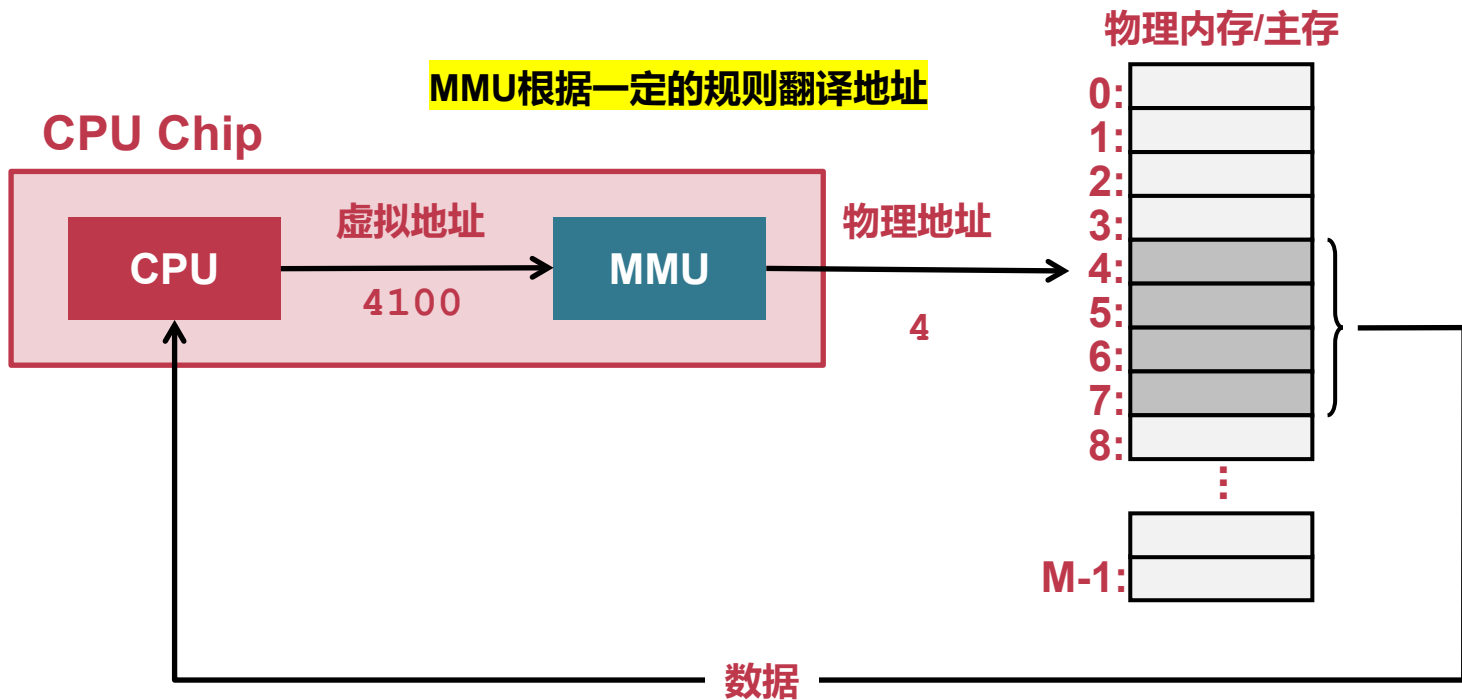 物理内存/主存
MMU根据一定的规则翻译地址
CPU Chip
虚拟地址
物理地址
CPU
MMU
4100
4
0:
1:
2:
3:
4:
5:
6:
7:
8:
⋮
M-1:
数据